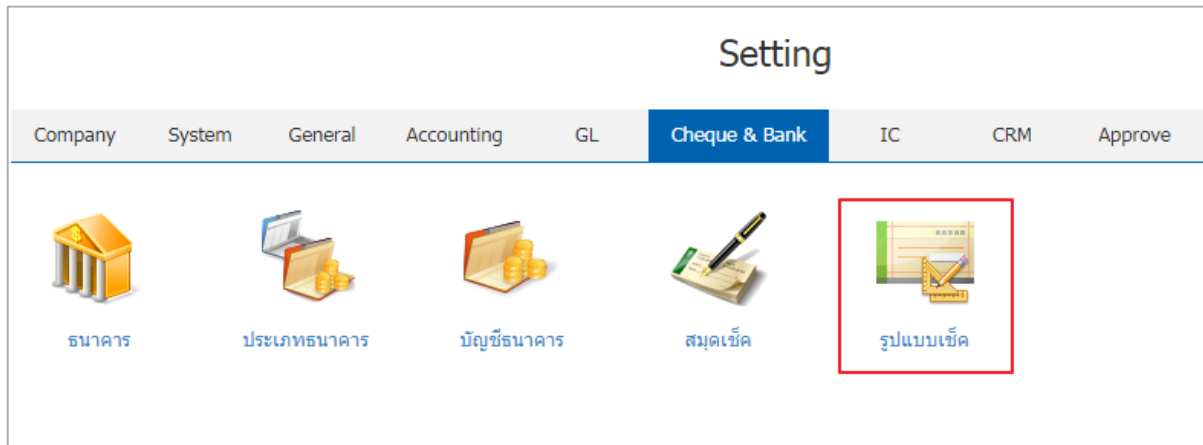 Setting
Company System General Accounting GL Cheque & Bank IC CRM Approve
ธนาคาร ประเภทธนาคาร บัญชีธนาคาร สมุดเช็ค รูปแบบเช็ค